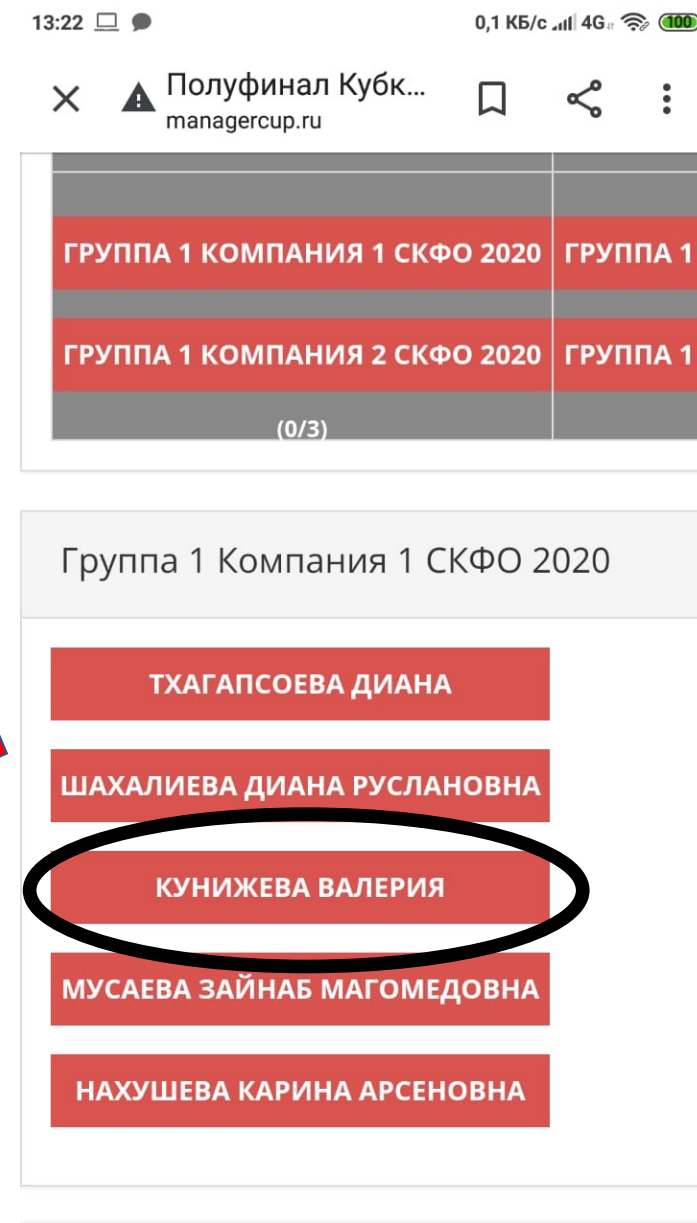 13:22 0,1 КБ/с 4G 100
Полуфинал Кубк...
managercup.ru
ГРУППА 1 КОМПАНИЯ 1 СКФО 2020 ГРУППА 1
ГРУППА 1 КОМПАНИЯ 2 СКФО 2020 ГРУППА 1
(0/3)
Группа 1 Компания 1 СКФО 2020
ТХАГАПСОЕВА ДИАНА
ШАХАЛИЕВА ДИАНА РУСЛАНОВНА
КУНИЖЕВА ВАЛЕРИЯ
МУСАЕВА ЗАЙНАБ МАГОМЕДОВНА
НАХУШЕВА КАРИНА АРСЕНОВНА